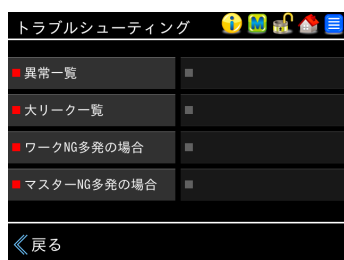 トラブルシューティング
異常一覧
大リーク一覧
ワークNG多発の場合
マスターNG多発の場合
戻る